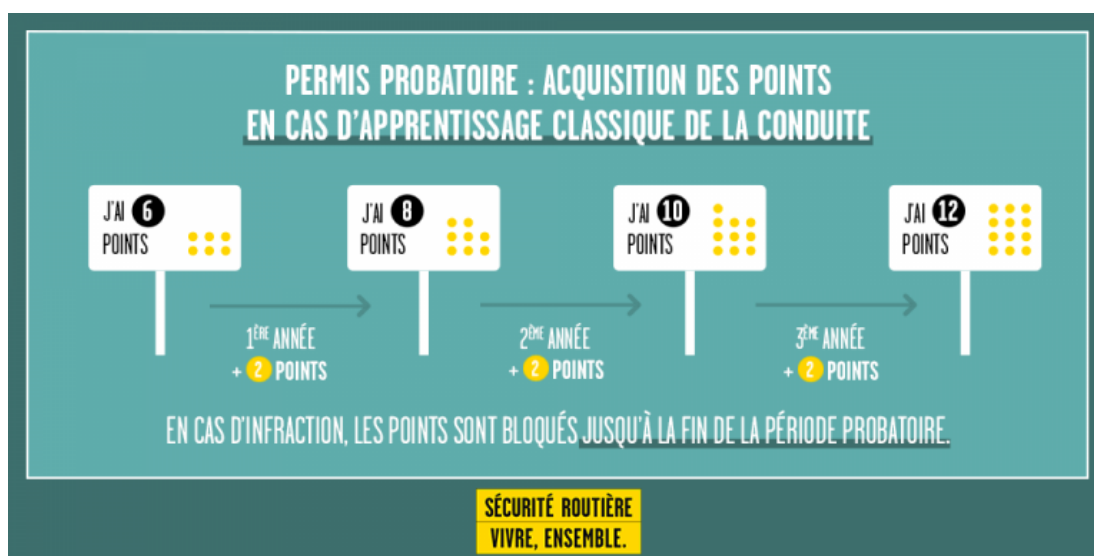 PERMIS PROBATOIRE : ACQUISITION DES POINTS
EN CAS D'APPRENTISSAGE CLASSIQUE DE LA CONDUITE
J'AI 6
POINTS
J'AI 8
POINTS
J'AI 10
POINTS
J'AI 12
POINTS
1ÈRE ANNÉE
+ 2 POINTS
2ÈME ANNÉE
+ 2 POINTS
3ÈME ANNÉE
+ 2 POINTS
EN CAS D'INFRACTION, LES POINTS SONT BLOQUÉS JUSQU'À LA FIN DE LA PÉRIODE PROBATOIRE.
SÉCURITÉ ROUTIÈRE
VIVRE, ENSEMBLE.